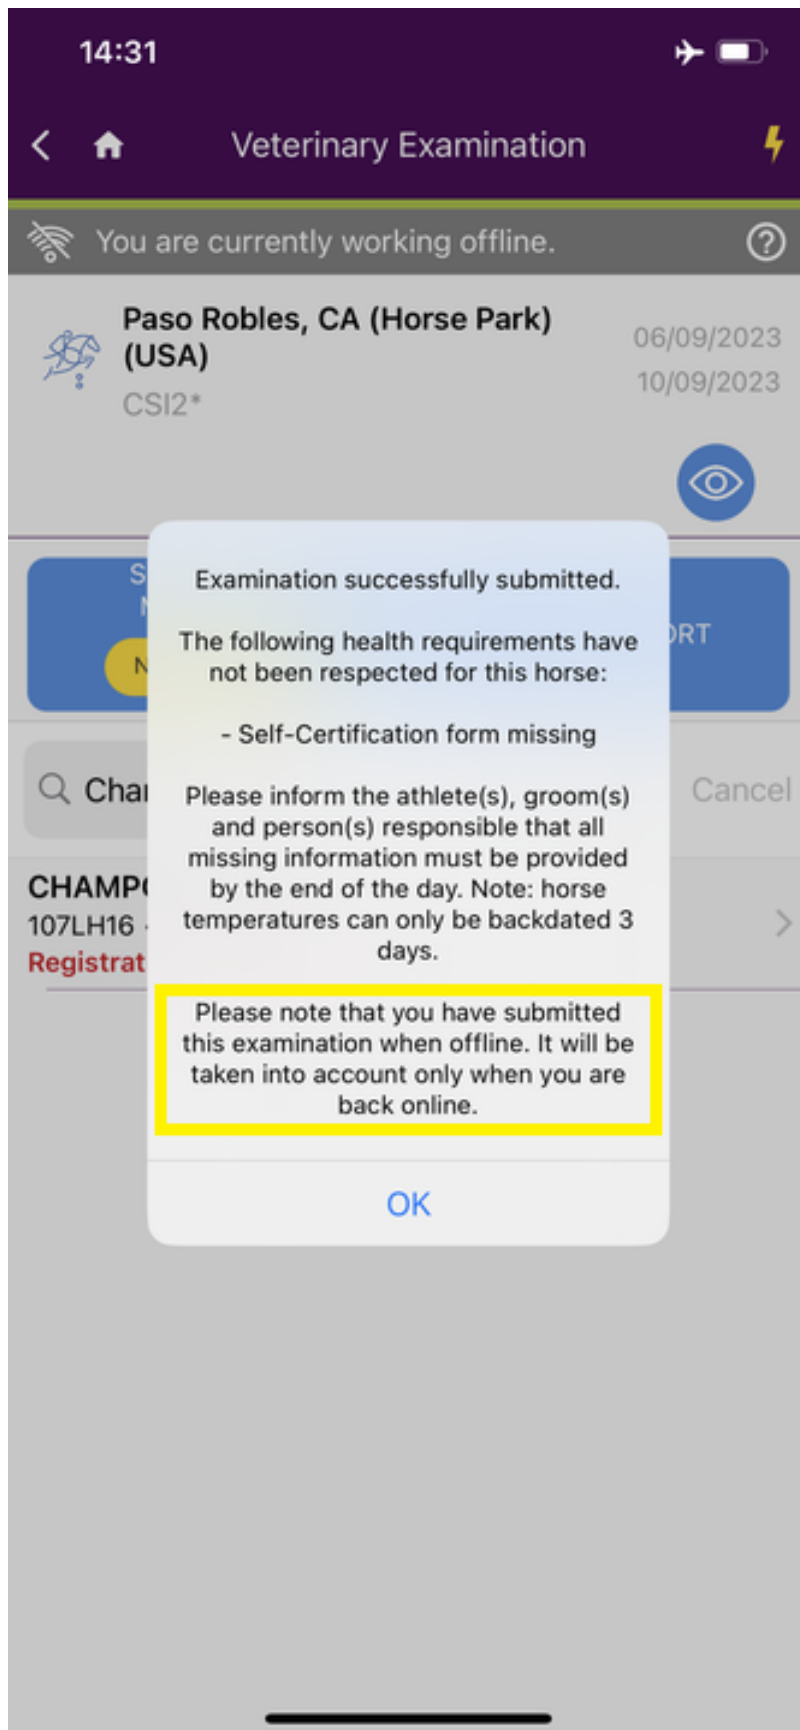 14:31
Veterinary Examination
You are currently working offline.
Paso Robles, CA (Horse Park)
(USA)
06/09/2023
10/09/2023
CSI2*
Examination successfully submitted.
The following health requirements have
not been respected for this horse:
- Self-Certification form missing
Please inform the athlete(s), groom(s)
and person(s) responsible that all
missing information must be provided
by the end of the day. Note: horse
temperatures can only be backdated 3
days.
Please note that you have submitted
this examination when offline. It will be
taken into account only when you are
back online.
OK
Cancel
107LH16